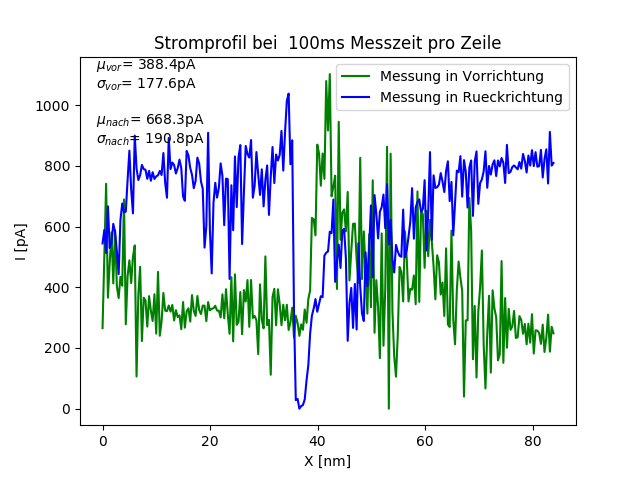 Stromprofil bei  100ms Messzeit pro Zeile
μvor= 388.4pA
σvor= 177.6pA
μnach= 668.3pA
σnach= 190.8pA
Messung in Vorrichtung
Messung in Rueckrichtung
I [pA]
1000
800
600
400
200
0
0 20 40 60 80
X [nm]